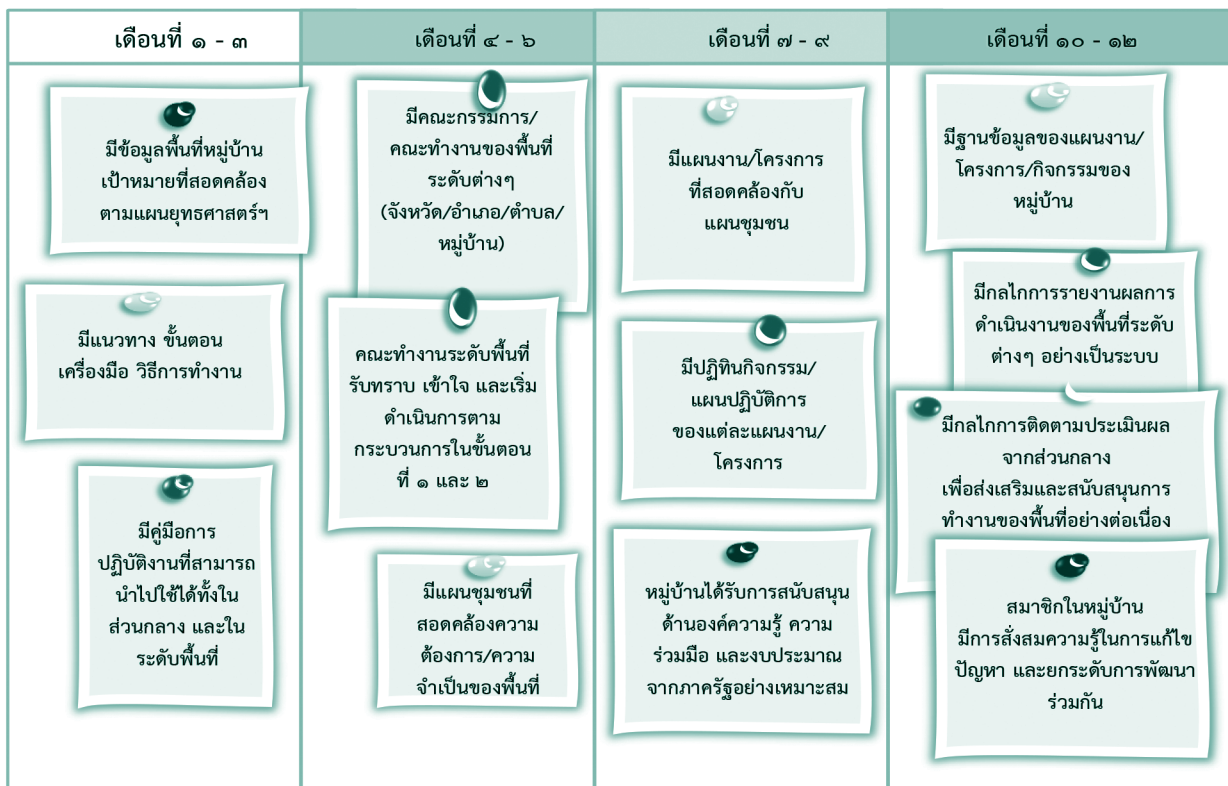 เดือนที่ ๑ - ๓
เดือนที่ ๔ - ๖
เดือนที่ ๗ - ๙
เดือนที่ ๑๐ - ๑๒
มีข้อมูลพื้นที่หมู่บ้าน
เป้าหมายที่สอดคล้อง
ตามแผนยุทธศาสตร์ฯ
มีแนวทาง ขั้นตอน
เครื่องมือ วิธีการทำงาน
มีคู่มือการ
ปฏิบัติงานที่สามารถ
นำไปใช้ได้ทั้งใน
ส่วนกลาง และใน
ระดับพื้นที่
มีคณะกรรมการ/
คณะทำงานของพื้นที่
ระดับต่างๆ
(จังหวัด/อำเภอ/ตำบล/
หมู่บ้าน)
คณะทำงานระดับพื้นที่
รับทราบ เข้าใจ และเริ่ม
ดำเนินการตาม
กระบวนการในขั้นตอน
ที่ ๑ และ ๒
มีแผนชุมชนที่
สอดคล้องความ
ต้องการ/ความ
จำเป็นของพื้นที่
มีแผนงาน/โครงการ
ที่สอดคล้องกับ
แผนชุมชน
มีปฏิทินกิจกรรม/
แผนปฏิบัติการ
ของแต่ละแผนงาน/
โครงการ
หมู่บ้านได้รับการสนับสนุน
ด้านองค์ความรู้ ความ
ร่วมมือ และงบประมาณ
จากภาครัฐอย่างเหมาะสม
มีฐานข้อมูลของแผนงาน/
โครงการ/กิจกรรมของ
หมู่บ้าน
มีกลไกการรายงานผลการ
ดำเนินงานของพื้นที่ระดับ
ต่างๆ อย่างเป็นระบบ
มีกลไกการติดตามประเมินผล
จากส่วนกลาง
เพื่อส่งเสริมและสนับสนุนการ
ทำงานของพื้นที่อย่างต่อเนื่อง
สมาชิกในหมู่บ้าน
มีการสั่งสมความรู้ในการแก้ไข
ปัญหา และยกระดับการพัฒนา
ร่วมกัน